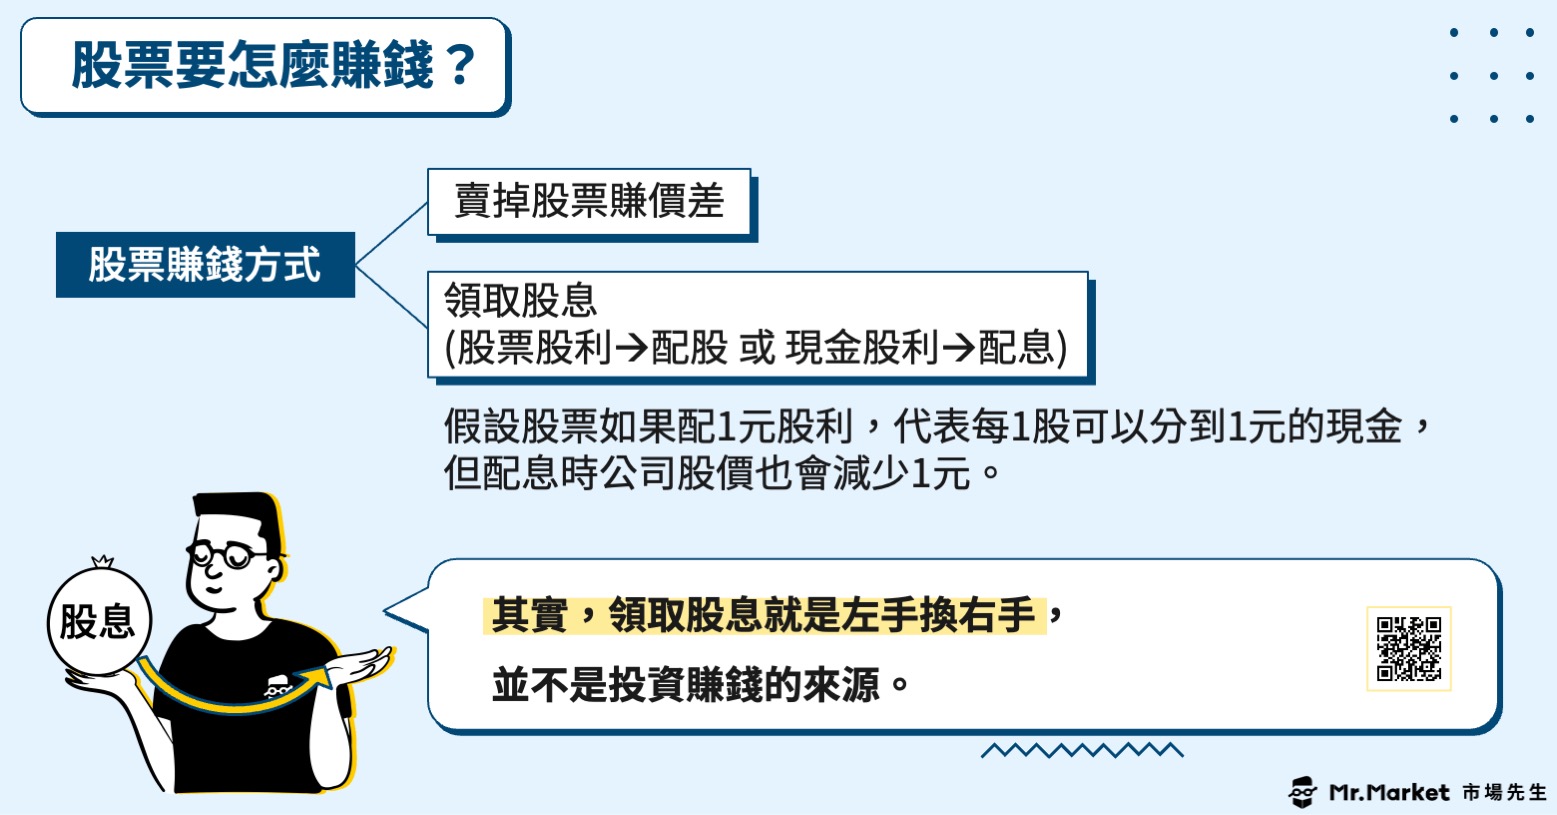 股票要怎麼賺錢？
股票賺錢方式
賣掉股票賺價差
領取股息
(股票股利→配股 或 現金股利→配息)
假設股票如果配1元股利，代表每1股可以分到1元的現金，
但配息時公司股價也會減少1元。
股息
其實，領取股息就是左手換右手，
並不是投資賺錢的來源。
Mr.Market 市場先生